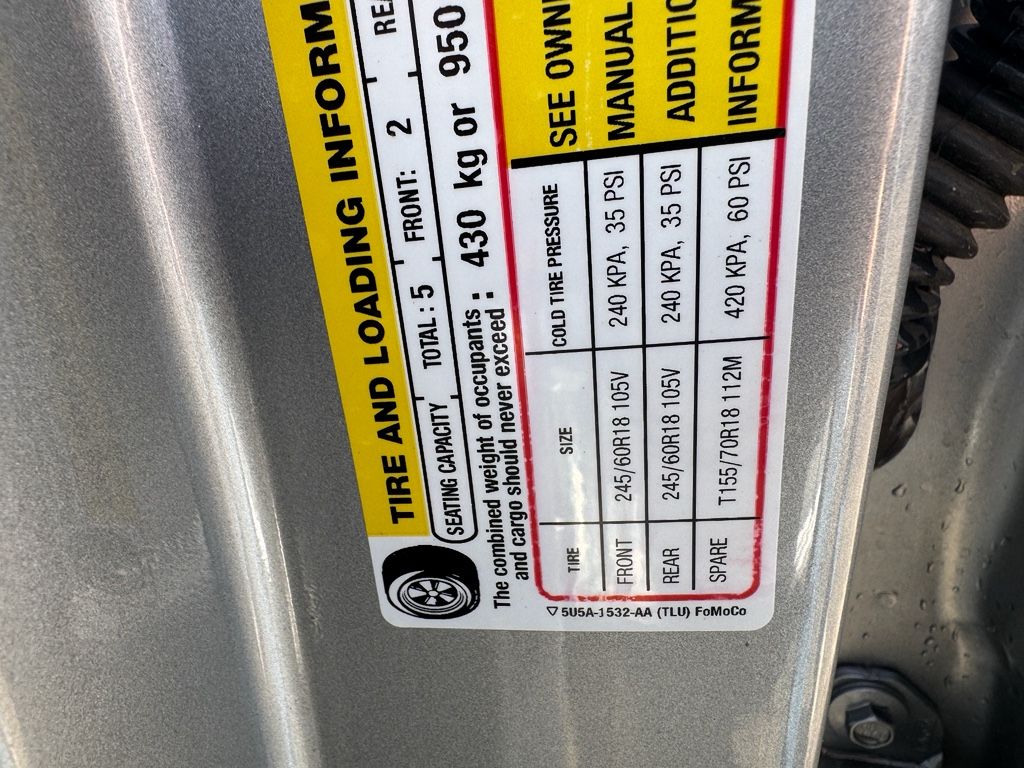 TIRE AND LOADING INFORM
SEATING CAPACITY TOTAL : 5 FRONT: 2 REA
The combined weight of occupants
and cargo should never exceed : 430 kg or 950
TIRE SIZE COLD TIRE PRESSURE SEE OWN
FRONT 245/60R18 105V 240 KPA, 35 PSI MANUAL
REAR 245/60R18 105V 240 KPA, 35 PSI ADDITIO
SPARE T155/70R18 112M 420 KPA, 60 PSI INFORM
5U5A-1532-AA (TLU) FoMoCo